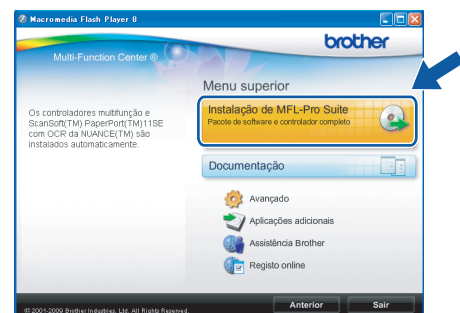 Macromedia Flash Player 8
brother
Multi-Function Center ®
Menu superior
Instalação de MFL-Pro Suite
Pacote de software e controlador completo
Os controladores multifunção e
ScanSoft(TM) PaperPort(TM)11SE
com OCR da NUANCE(TM) são
instalados automaticamente.
Documentação
Avançado
Aplicações adicionais
Assistência Brother
Registo online
Anterior
Sair
© 2001-2009 Brother Industries, Ltd. All Rights Reserved.